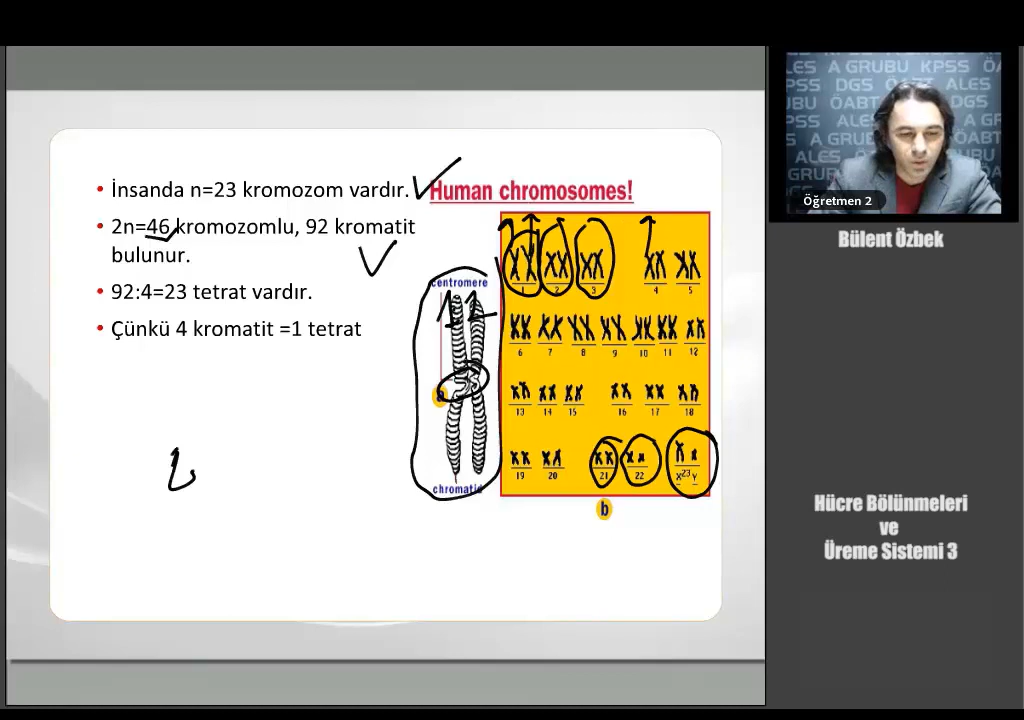 • İnsanda n=23 kromozom vardır.
• 2n=46 kromozomlu, 92 kromatit
bulunur.
• 92:4=23 tetrat vardır.
• Çünkü 4 kromatit =1 tetrat
Human chromosomes!
centromere
1 2
a
chromatid
1 2 3 4 5
6 7 8 9 10 11 12
13 14 15 16 17 18
19 20 21 22 X 23 Y
b
A GRUBU KPSS
DGS ÖABT ALES
Öğretmen 2
Bülent Özbek
Hücre Bölünmeleri
ve
Üreme Sistemi 3